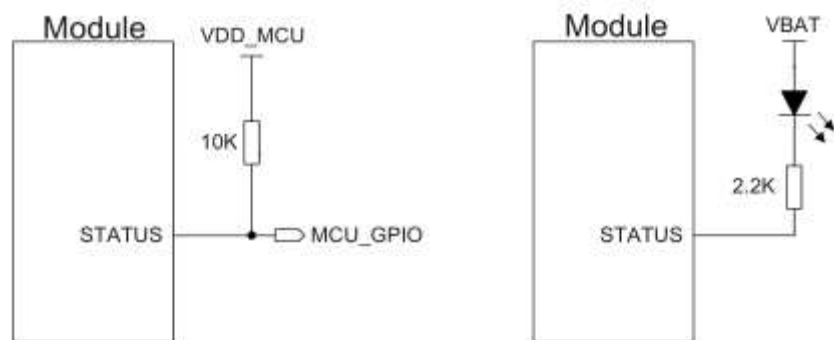 Module
VDD_MCU
10K
STATUS
MCU_GPIO
Module
VBAT
2.2K
STATUS